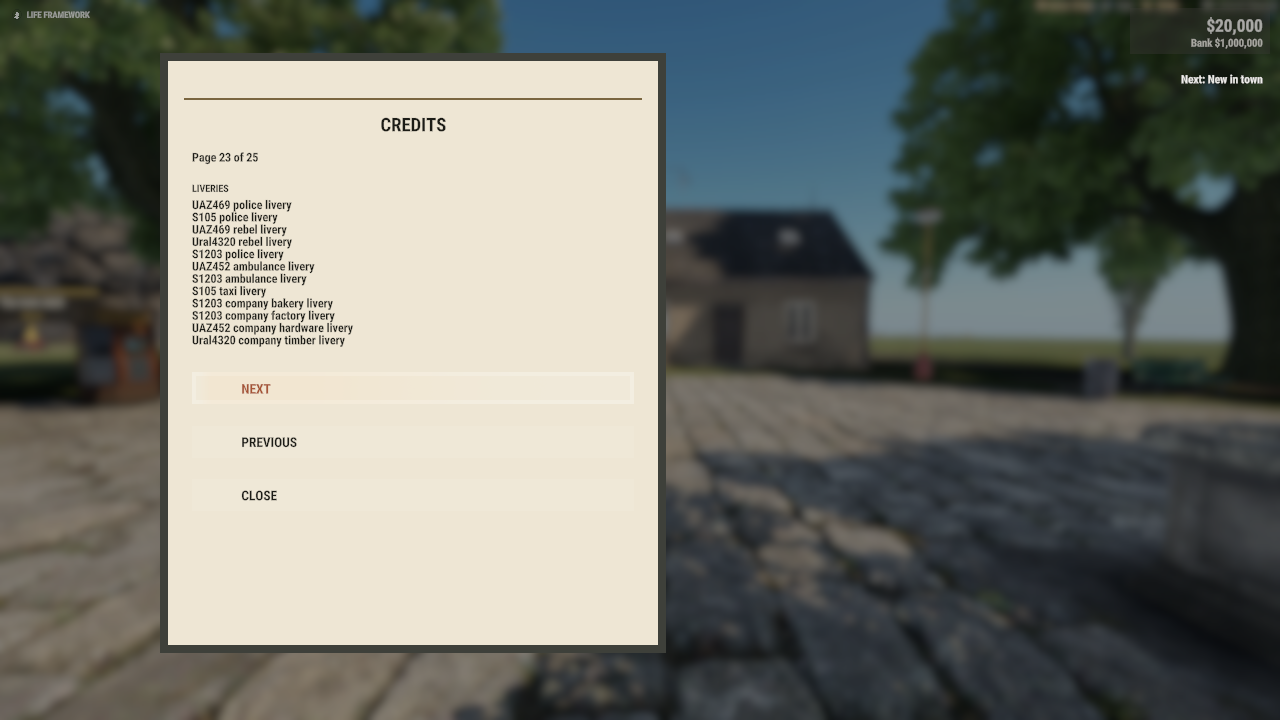 LIFE FRAMEWORK
$20,000
Bank $1,000,000
Next: New in town
CREDITS
Page 23 of 25
LIVERIES
UAZ469 police livery
S105 police livery
UAZ469 rebel livery
Ural4320 rebel livery
S1203 police livery
UAZ452 ambulance livery
S1203 ambulance livery
S105 taxi livery
S1203 company bakery livery
S1203 company factory livery
UAZ452 company hardware livery
Ural4320 company timber livery
NEXT
PREVIOUS
CLOSE